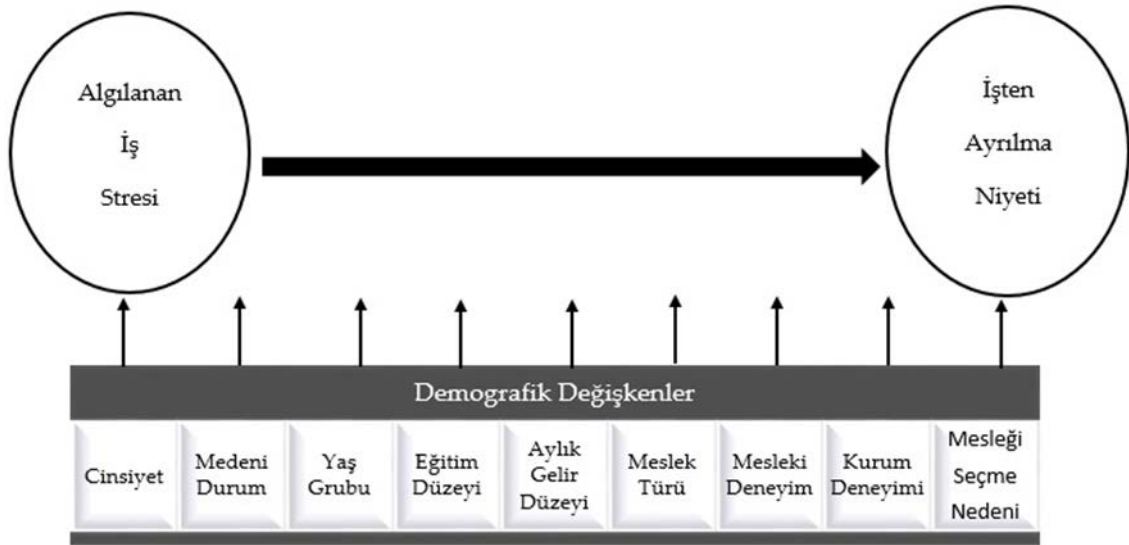 Algılanan
İş
Stresi
İşten
Ayrılma
Niyeti
Demografik Değişkenler
Cinsiyet
Medeni
Durum
Yaş
Grubu
Eğitim
Düzeyi
Aylık
Gelir
Düzeyi
Meslek
Türü
Mesleki
Deneyim
Kurum
Deneyimi
Mesleği
Seçme
Nedeni